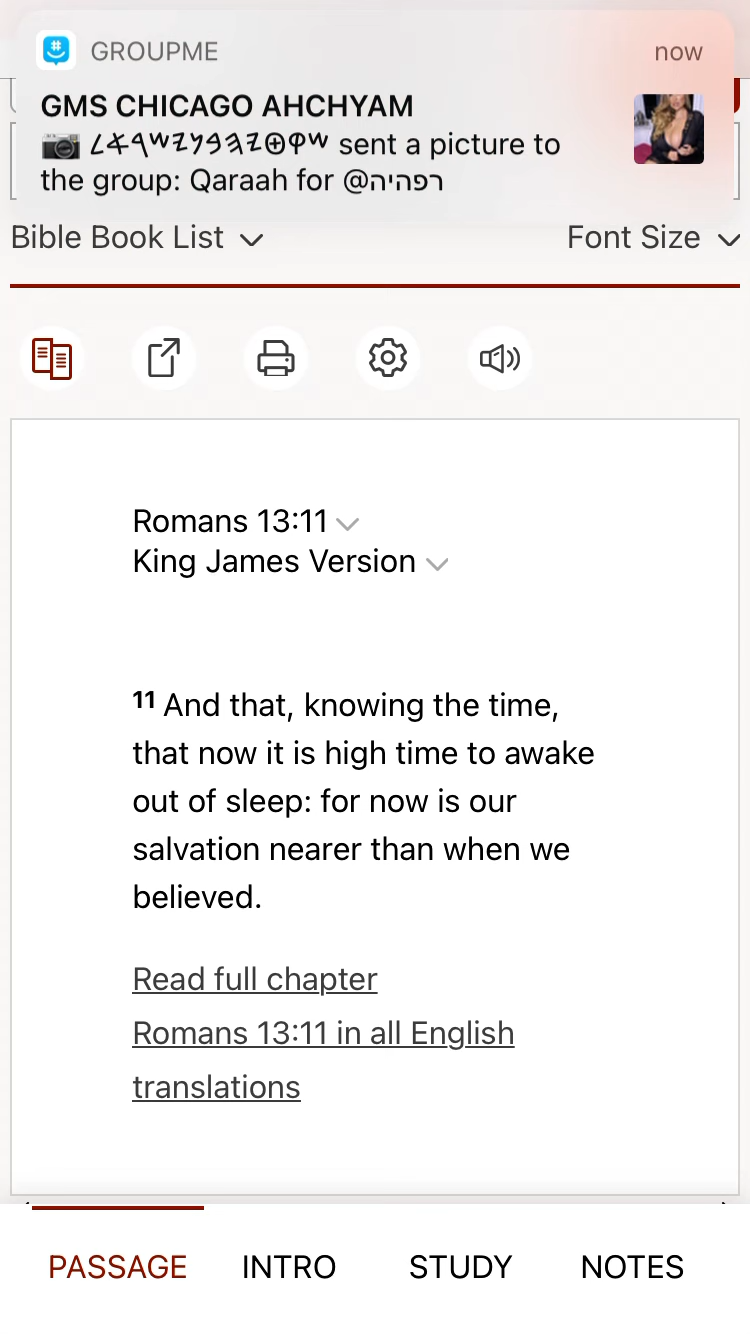 GROUPME
now
GMS CHICAGO AHCHYAM
📷 sent a picture to
the group: Qaraah for @רפהיה
Bible Book List
Font Size
Romans 13:11
King James Version
11 And that, knowing the time,
that now it is high time to awake
out of sleep: for now is our
salvation nearer than when we
believed.
Read full chapter
Romans 13:11 in all English
translations
PASSAGE
INTRO
STUDY
NOTES